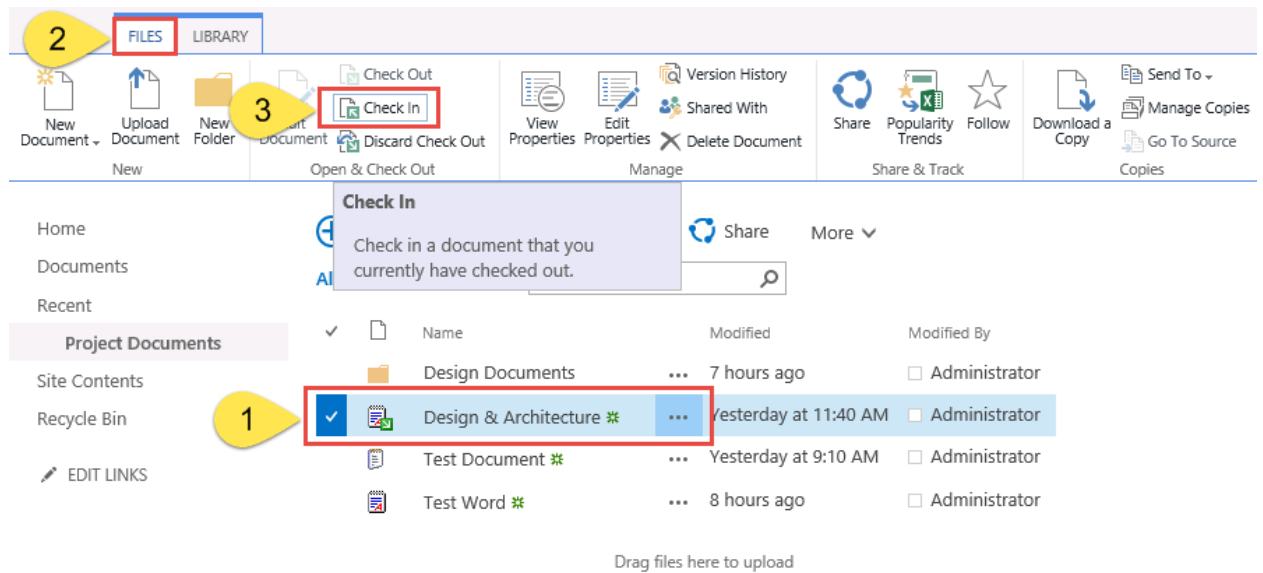 2
FILES
LIBRARY
New
Document
Upload
Document
New
Folder
3
Document
Check Out
Check In
Discard Check Out
View
Properties
Edit
Properties
Version History
Shared With
Delete Document
Share
Popularity
Trends
Follow
Download a
Copy
Send To
Manage Copies
Go To Source
New
Open & Check Out
Manage
Share & Track
Copies
Check In
Check in a document that you
currently have checked out.
Home
Documents
Recent
Project Documents
Site Contents
Recycle Bin
EDIT LINKS
Share
More
Name
Modified
Modified By
Design Documents ... 7 hours ago Administrator
1
Design & Architecture ... Yesterday at 11:40 AM Administrator
Test Document ... Yesterday at 9:10 AM Administrator
Test Word ... 8 hours ago Administrator
Drag files here to upload